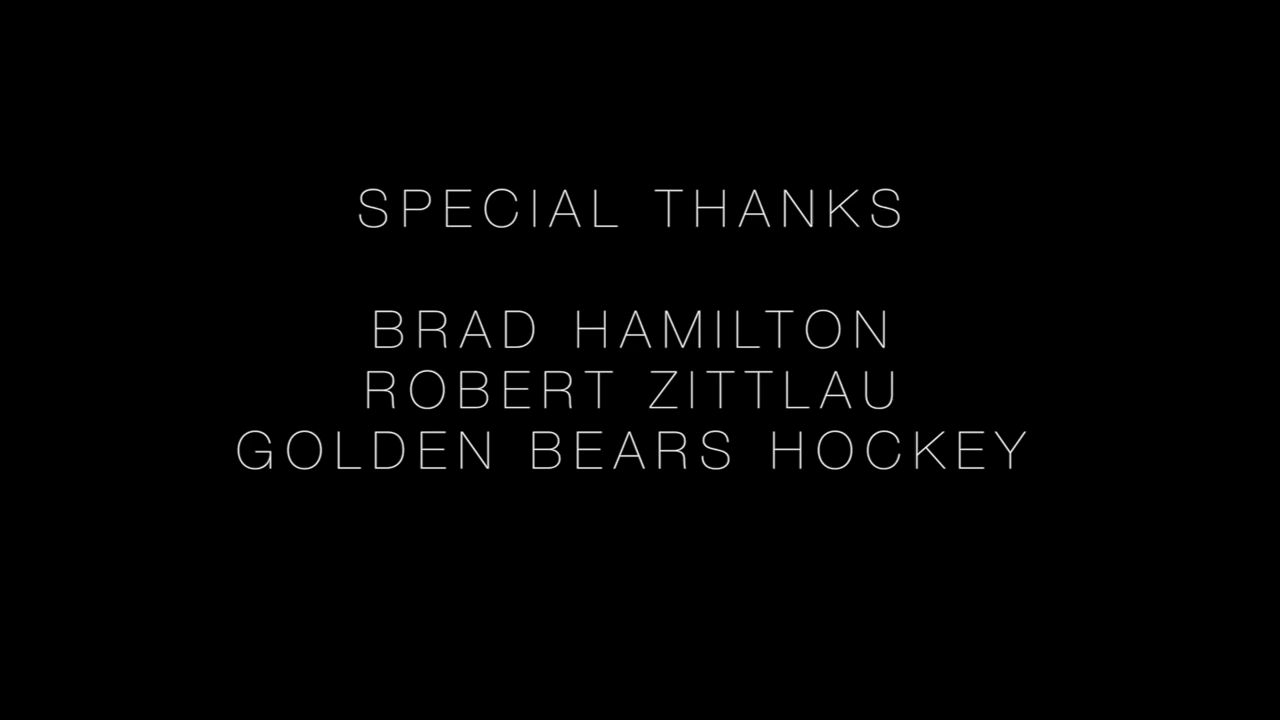 SPECIAL THANKS
BRAD HAMILTON
ROBERT ZITTLAU
GOLDEN BEARS HOCKEY